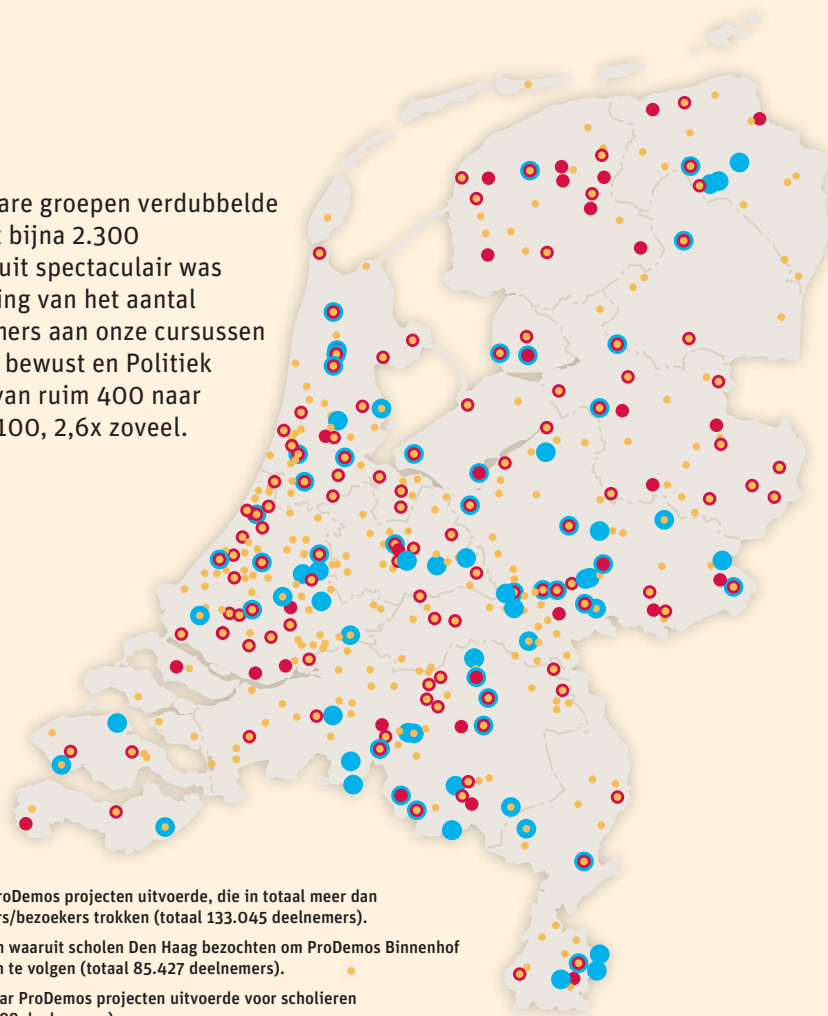 are groepen verdubbelde
bijna 2.300
uit spectaculair was
ing van het aantal
ners aan onze cursussen
bewust en Politiek
van ruim 400 naar
100, 2,6x zoveel.
roDemos projecten uitvoerde, die in totaal meer dan
rs/bezoekers trokken (totaal 133.045 deelnemers).
n waaruit scholen Den Haag bezochten om ProDemos Binnenhof
n te volgen (totaal 85.427 deelnemers).
ar ProDemos projecten uitvoerde voor scholieren